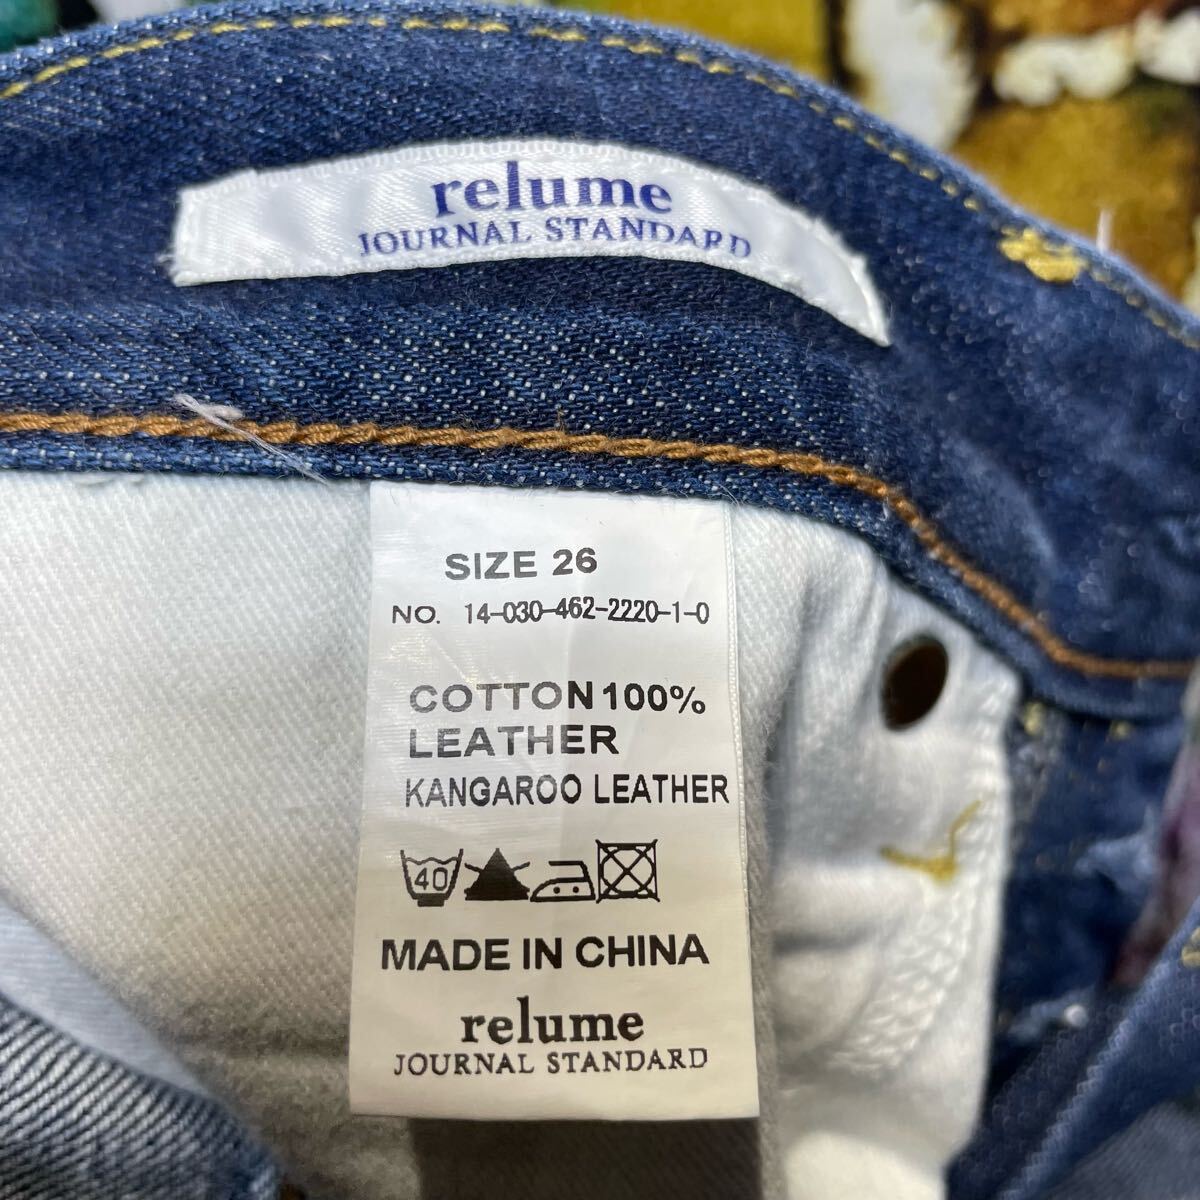 relume
JOURNAL STANDARD
SIZE 26
NO. 14-030-462-2220-1-0
COTTON 100%
LEATHER
KANGAROO LEATHER
40
MADE IN CHINA
relume
JOURNAL STANDARD